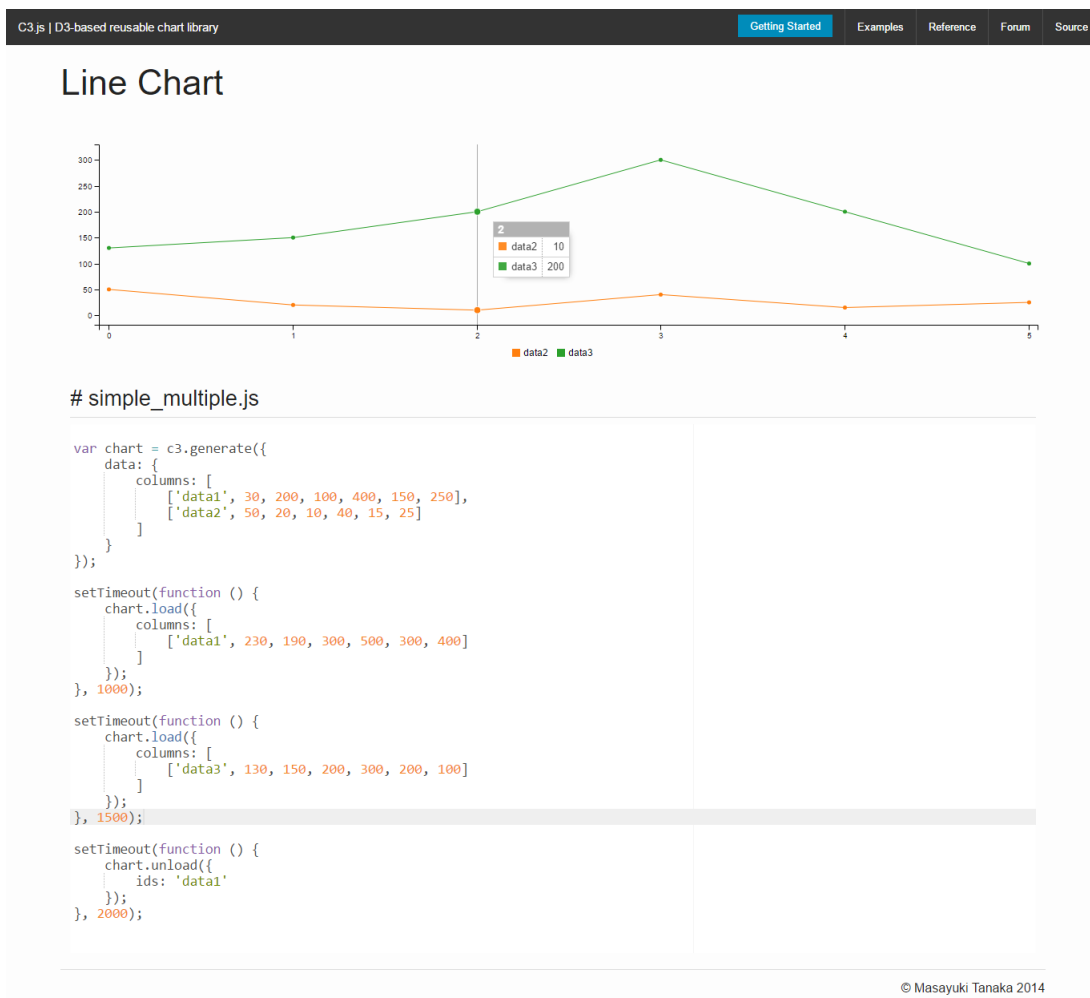 C3.js | D3-based reusable chart library
Getting Started
Examples
Reference
Forum
Source
Line Chart
300
250
200
150
100
50
0
2
data2 10
data3 200
0 1 2 3 4 5
data2 data3
# simple_multiple.js
var chart = c3.generate({
    data: {
        columns: [
            ['data1', 30, 200, 100, 400, 150, 250],
            ['data2', 50, 20, 10, 40, 15, 25]
        ]
    }
});
setTimeout(function () {
    chart.load({
        columns: [
            ['data1', 230, 190, 300, 500, 300, 400]
        ]
    });
}, 1000);
setTimeout(function () {
    chart.load({
        columns: [
            ['data3', 130, 150, 200, 300, 200, 100]
        ]
    });
}, 1500);
setTimeout(function () {
    chart.unload({
        ids: 'data1'
    });
}, 2000);
© Masayuki Tanaka 2014